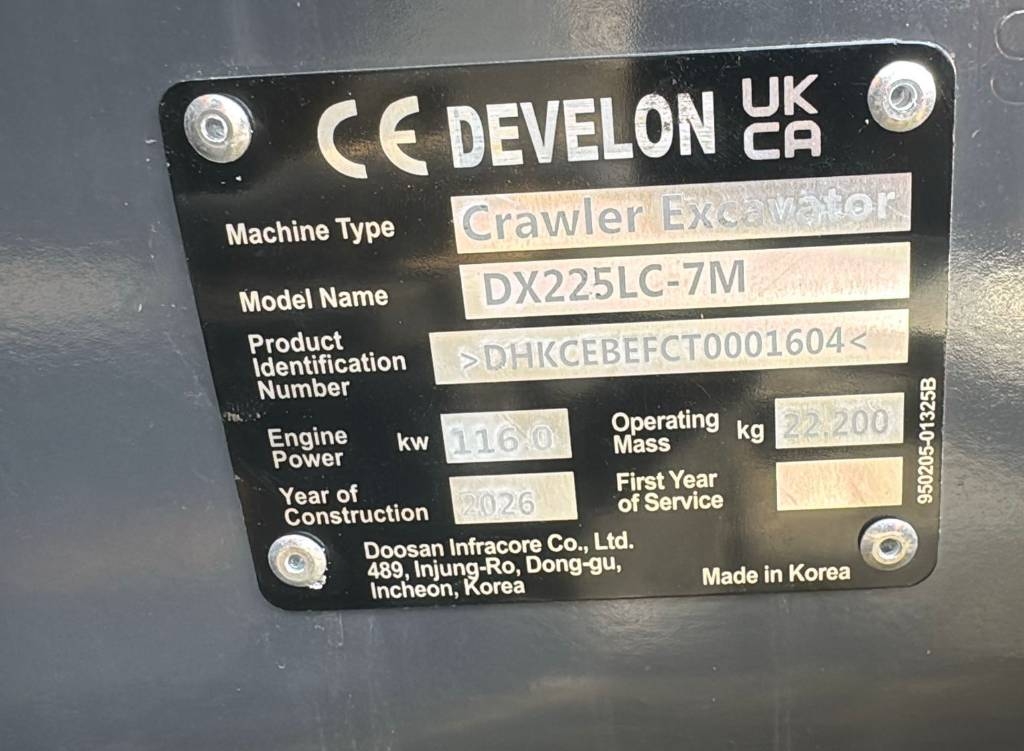 CE DEVELON UK CA
Machine Type Crawler Excavator
Model Name DX225LC-7M
Product Identification Number >DHKCEBEFCT0001604<
Engine Power kw 116.0
Operating Mass kg 22,200
Year of Construction 2026
First Year of Service
Doosan Infracore Co., Ltd.
489, Injung-Ro, Dong-gu,
Incheon, Korea
Made in Korea
950205-01325B